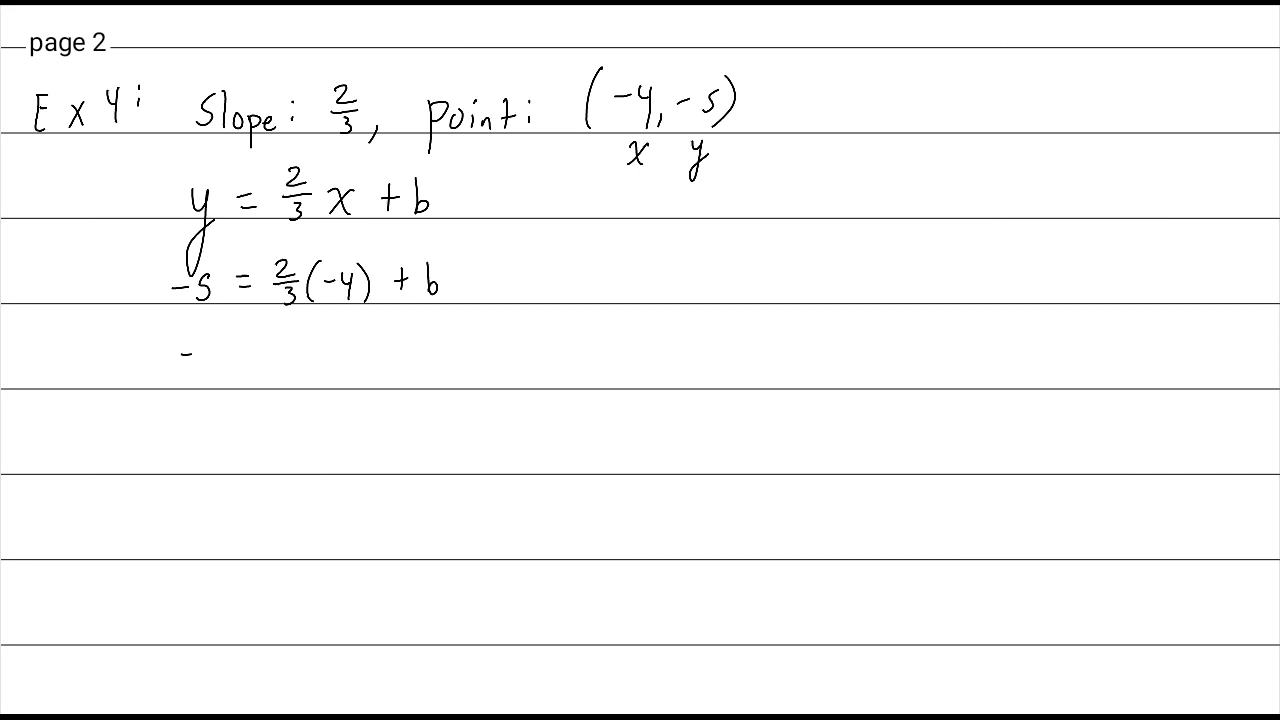 page 2
Ex 4: Slope: 2/3, point: (-4, -5)
x y
y = 2/3 x + b
-5 = 2/3(-4) + b
-